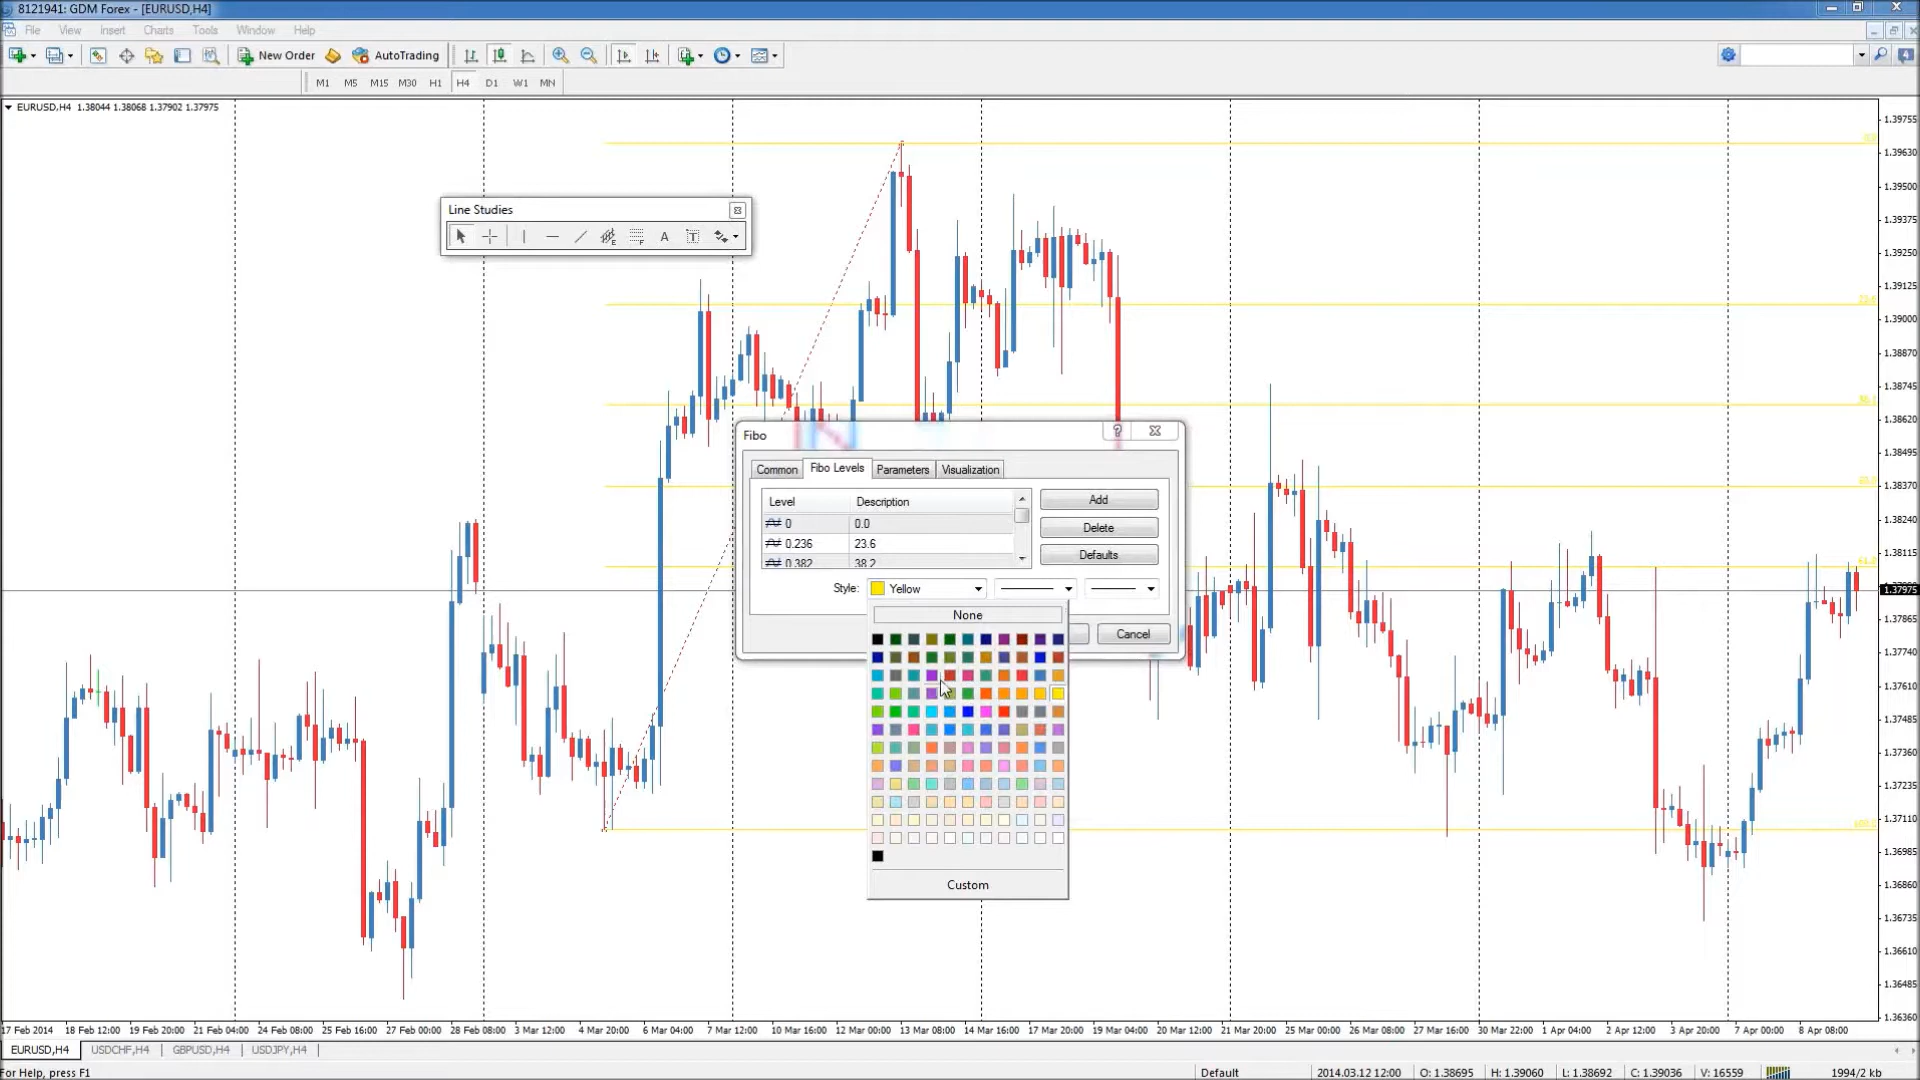 8121941: GDM Forex - [EURUSD,H4]
File View Insert Charts Tools Window Help
New Order AutoTrading
M1 M5 M15 M30 H1 H4 D1 W1 MN
EURUSD,H4 1.38044 1.38068 1.37902 1.37975
1.39755
1.39630
1.39500
1.39375
1.39250
1.39125
1.39000
1.38870
1.38745
1.38620
1.38495
1.38370
1.38240
1.38115
1.37975
1.37865
1.37740
1.37610
1.37485
1.37360
1.37235
1.37110
1.36985
1.36860
1.36735
1.36610
1.36485
1.36360
Line Studies
Fibo
Common Fibo Levels Parameters Visualization
Level Description
0 0.0
0.236 23.6
0.382 38.2
Add
Delete
Defaults
Style: Yellow
None
Cancel
Custom
17 Feb 2014 18 Feb 12:00 19 Feb 20:00 21 Feb 04:00 24 Feb 08:00 25 Feb 16:00 27 Feb 00:00 28 Feb 08:00 3 Mar 12:00 4 Mar 20:00 6 Mar 04:00 7 Mar 12:00 10 Mar 16:00 12 Mar 00:00 13 Mar 08:00 14 Mar 16:00 17 Mar 20:00 19 Mar 04:00 20 Mar 12:00 21 Mar 20:00 25 Mar 00:00 26 Mar 08:00 27 Mar 16:00 30 Mar 22:00 1 Apr 04:00 2 Apr 12:00 3 Apr 20:00 7 Apr 00:00 8 Apr 08:00
EURUSD,H4 USDCHF,H4 GBPUSD,H4 USDJPY,H4
For Help, press F1 Default 2014.03.12 12:00 O: 1.38695 H: 1.39060 L: 1.38692 C: 1.39036 V: 16559 1994/2 kb